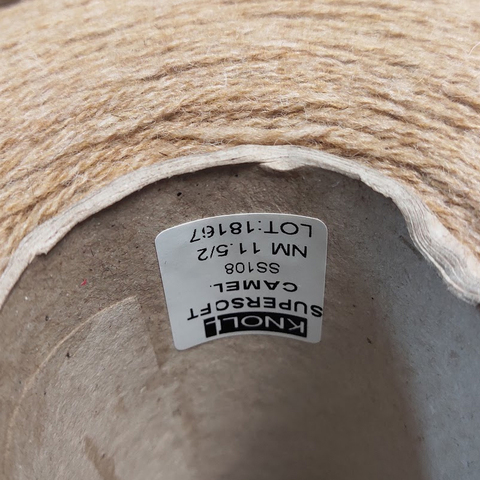 KNOLL
SUPERSOFT
CAMEL.
SS108
NM 11.5/2
LOT:18167